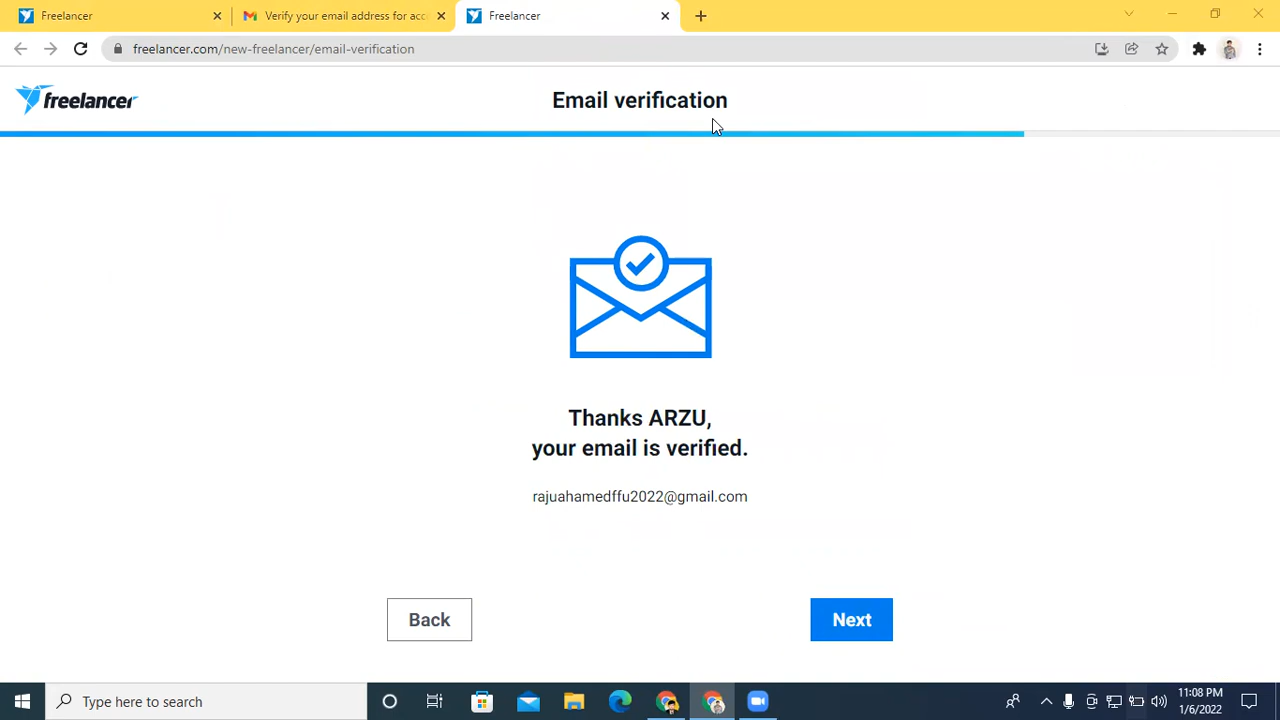 Freelancer
Verify your email address for acc
Freelancer
freelancer.com/new-freelancer/email-verification
freelancer
Email verification
Thanks ARZU,
your email is verified.
rajuahamedffu2022@gmail.com
Back
Next
Type here to search
11:08 PM
1/6/2022